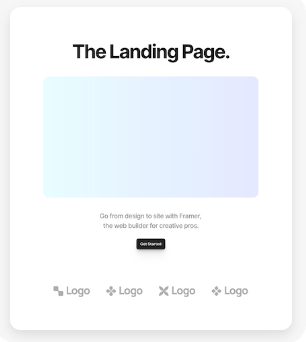 The Landing Page.
Go from design to site with Framer,
the web builder for creative pros.
Get Started
Logo Logo Logo Logo